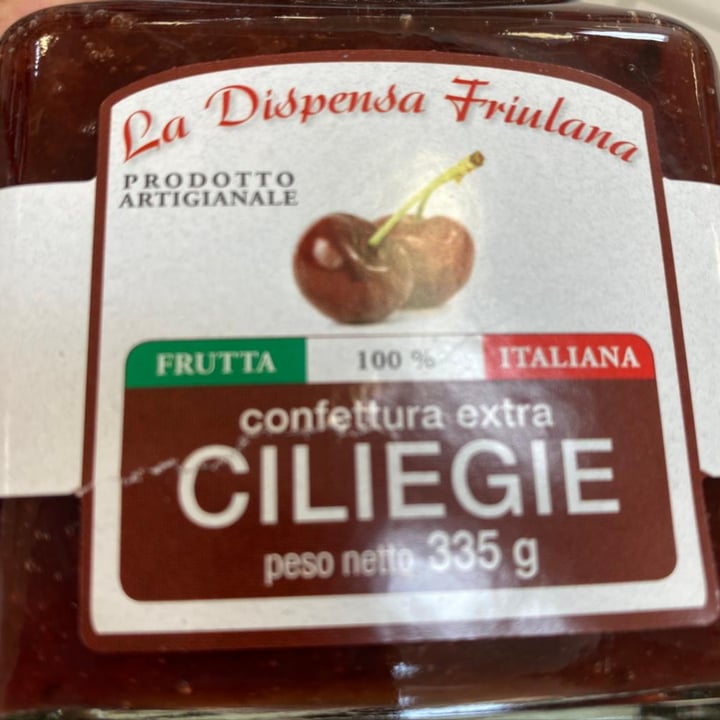 La Dispensa Friulana
PRODOTTO
ARTIGIANALE
FRUTTA 100 % ITALIANA
confettura extra
CILIEGIE
peso netto 335 g